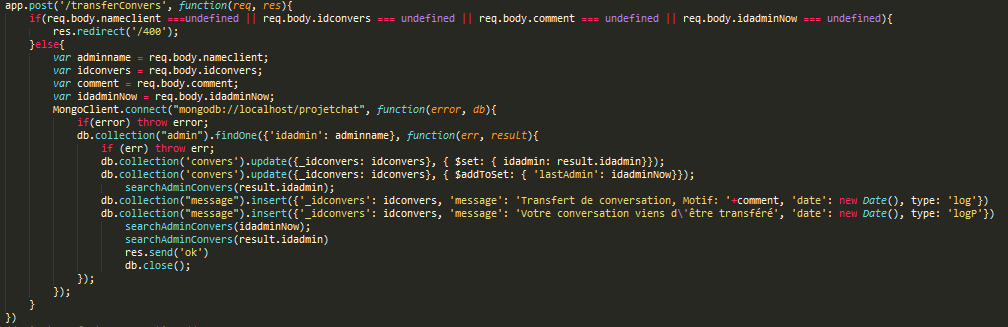 app.post('/transferConvers', function(req, res){
    if(req.body.nameclient ===undefined || req.body.idconvers === undefined || req.body.comment === undefined || req.body.idadminNow === undefined){
        res.redirect('/400');
    }else{
        var adminname = req.body.nameclient;
        var idconvers = req.body.idconvers;
        var comment = req.body.comment;
        var idadminNow = req.body.idadminNow;
        MongoClient.connect("mongodb://localhost/projetchat", function(error, db){
            if(error) throw error;
            db.collection("admin").findOne({'idadmin': adminname}, function(err, result){
                if (err) throw err;
                db.collection('convers').update({_idconvers: idconvers}, { $set: { idadmin: result.idadmin}});
                db.collection('convers').update({_idconvers: idconvers}, { $addToSet: { 'lastAdmin': idadminNow}});
                    searchAdminConvers(result.idadmin);
                db.collection("message").insert({'_idconvers': idconvers, 'message': 'Transfert de conversation, Motif: '+comment, 'date': new Date(), type: 'log'})
                db.collection("message").insert({'_idconvers': idconvers, 'message': 'Votre conversation viens d\'être transféré', 'date': new Date(), type: 'logP'})
                    searchAdminConvers(idadminNow);
                    searchAdminConvers(result.idadmin)
                    res.send('ok')
                    db.close();
            });
        });
    }
})